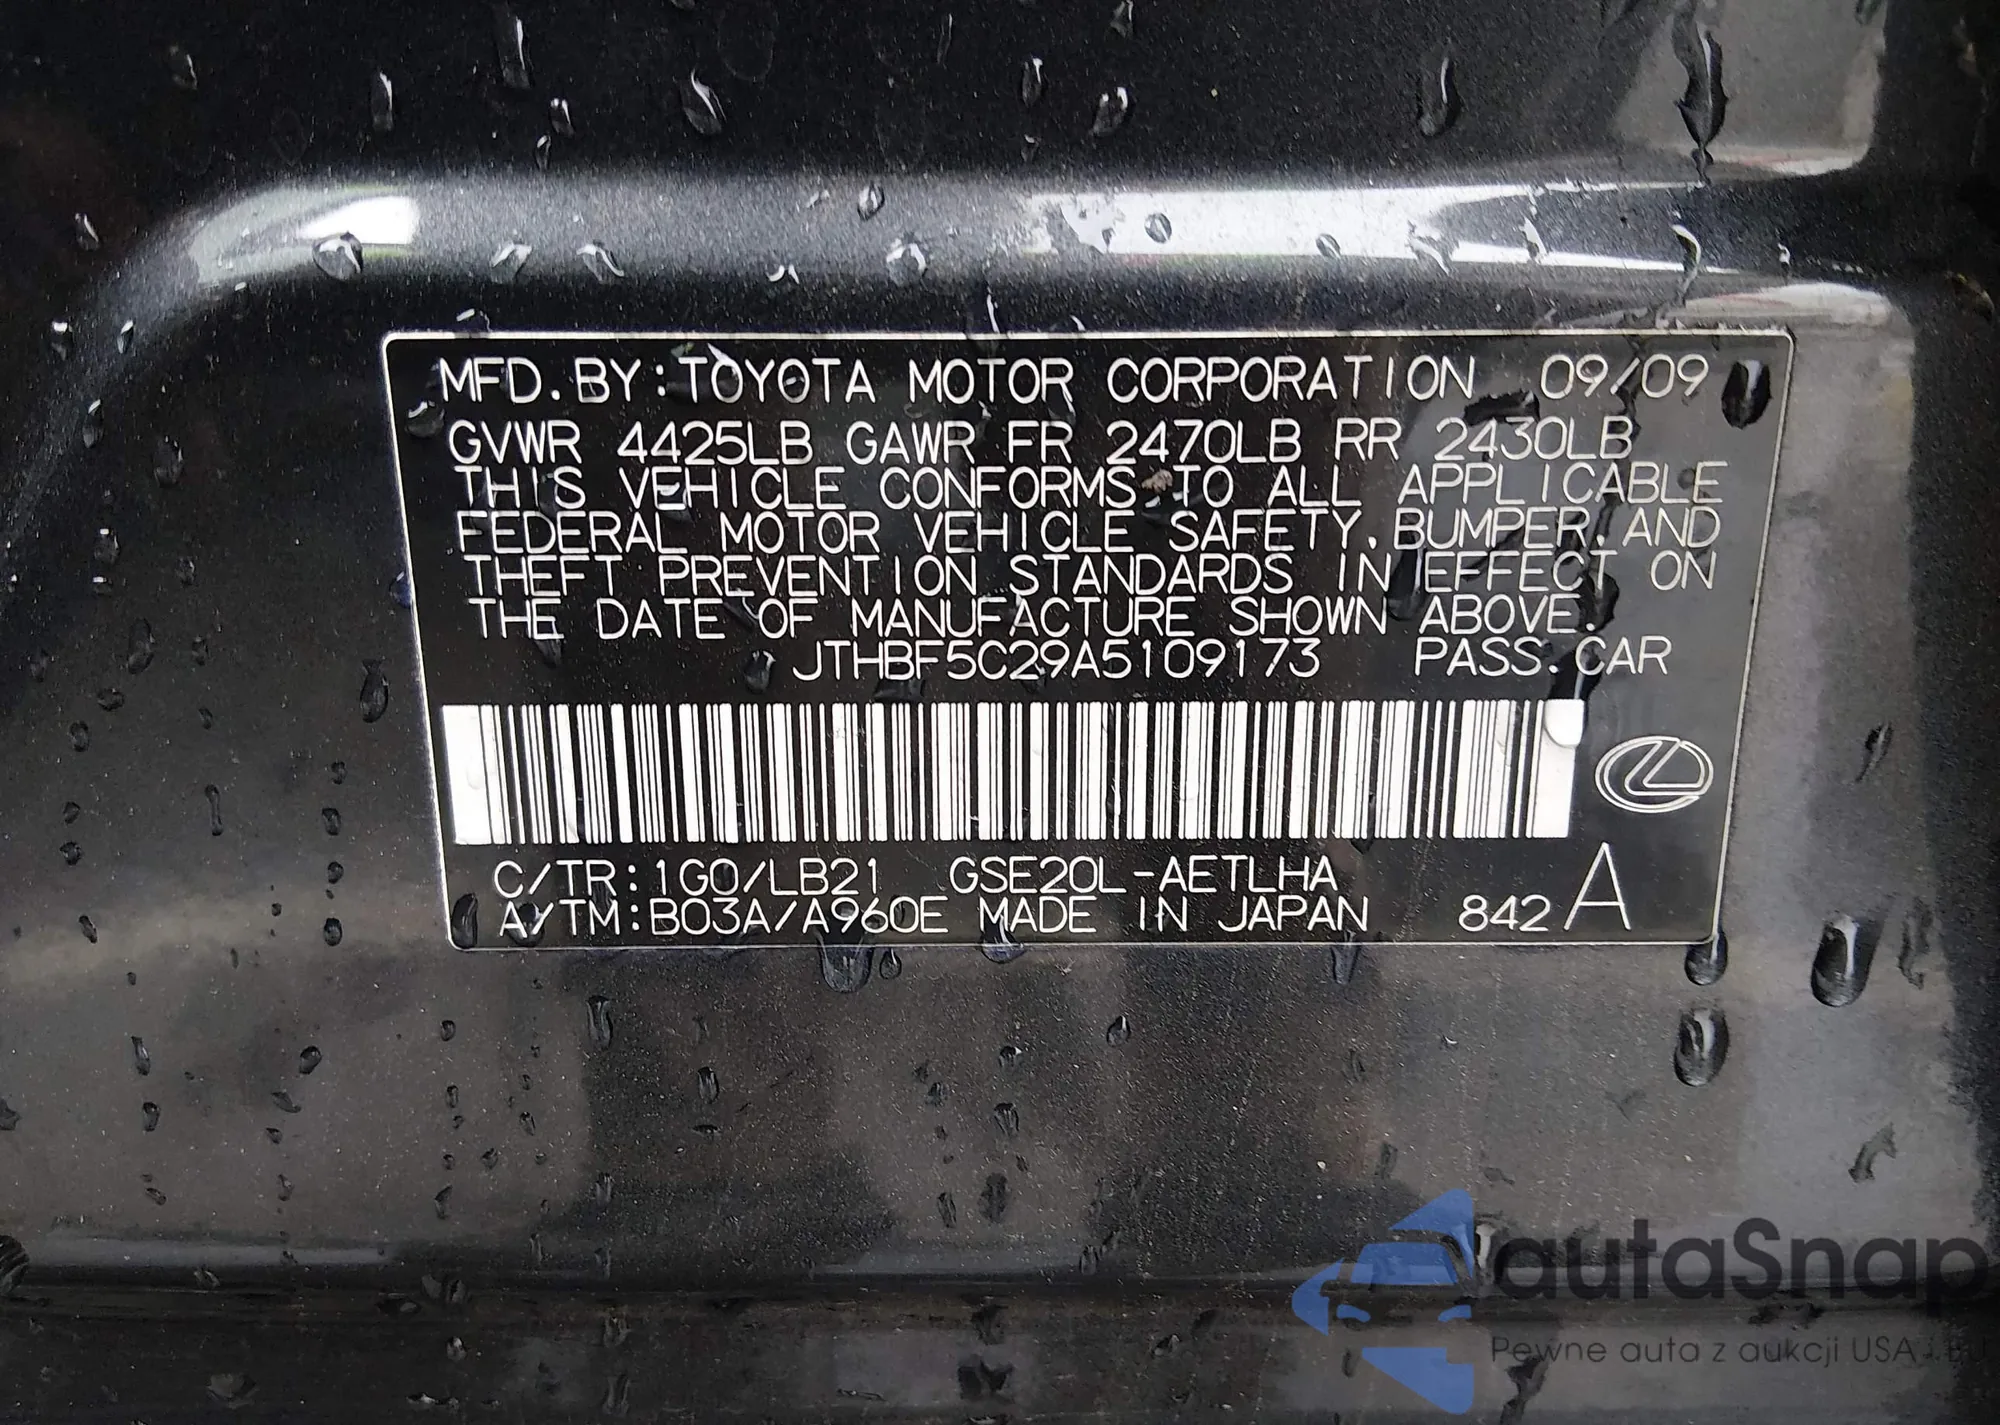 MFD. BY: TOYOTA MOTOR CORPORATION 09/09
GVWR 4425LB GAWR FR 2470LB RR 2430LB
THIS VEHICLE CONFORMS TO ALL APPLICABLE
FEDERAL MOTOR VEHICLE SAFETY, BUMPER, AND
THEFT PREVENTION STANDARDS IN EFFECT ON
THE DATE OF MANUFACTURE SHOWN ABOVE.
JTHBF5C29A5109173 PASS. CAR
C/TR: 1G0/LB21 GSE20L-AETLHA
A/TM: B03A/A960E MADE IN JAPAN 842 A
autaSnap
Pewne auta z aukcji USA i EU